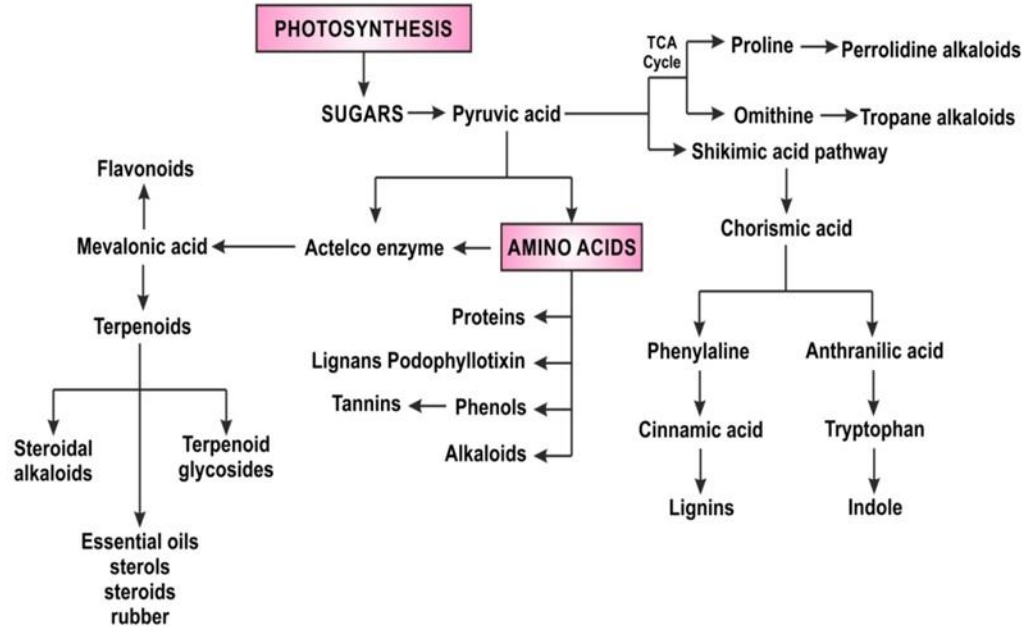 PHOTOSYNTHESIS
TCA
Cycle
Proline
Perrolidine alkaloids
SUGARS
Pyruvic acid
Omithine
Tropane alkaloids
Shikimic acid pathway
Flavonoids
Chorismic acid
Mevalonic acid
Actelco enzyme
AMINO ACIDS
Proteins
Terpenoids
Lignans Podophyllotixin
Phenylaline
Anthranilic acid
Tannins
Phenols
Cinnamic acid
Tryptophan
Steroidal
alkaloids
Terpenoid
glycosides
Alkaloids
Lignins
Indole
Essential oils
sterols
steroids
rubber